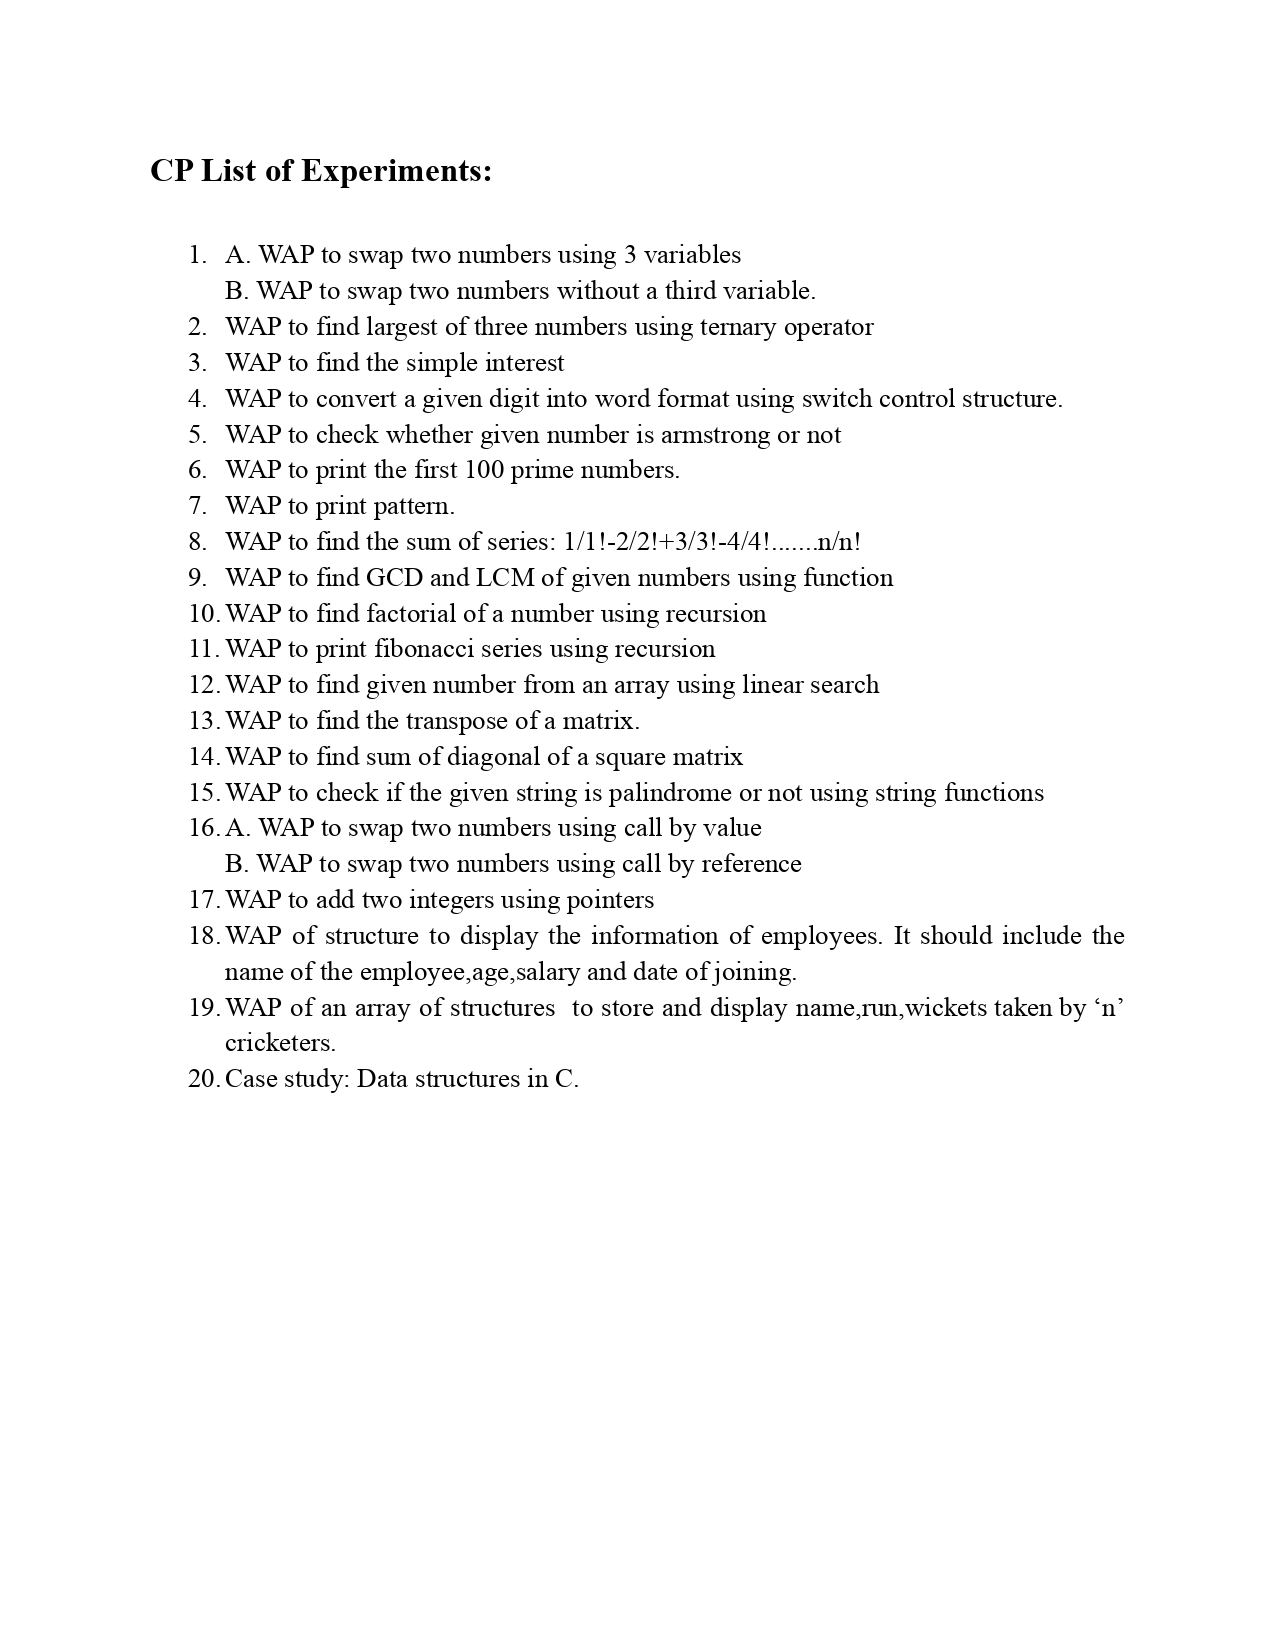 CP List of Experiments:
1. A. WAP to swap two numbers using 3 variables
B. WAP to swap two numbers without a third variable.
2. WAP to find largest of three numbers using ternary operator
3. WAP to find the simple interest
4. WAP to convert a given digit into word format using switch control structure.
5. WAP to check whether given number is armstrong or not
6. WAP to print the first 100 prime numbers.
7. WAP to print pattern.
8. WAP to find the sum of series: 1/1!-2/2!+3/3!-4/4!.......n/n!
9. WAP to find GCD and LCM of given numbers using function
10. WAP to find factorial of a number using recursion
11. WAP to print fibonacci series using recursion
12. WAP to find given number from an array using linear search
13. WAP to find the transpose of a matrix.
14. WAP to find sum of diagonal of a square matrix
15. WAP to check if the given string is palindrome or not using string functions
16. A. WAP to swap two numbers using call by value
B. WAP to swap two numbers using call by reference
17. WAP to add two integers using pointers
18. WAP of structure to display the information of employees. It should include the
name of the employee,age,salary and date of joining.
19. WAP of an array of structures  to store and display name,run,wickets taken by ‘n’
cricketers.
20. Case study: Data structures in C.